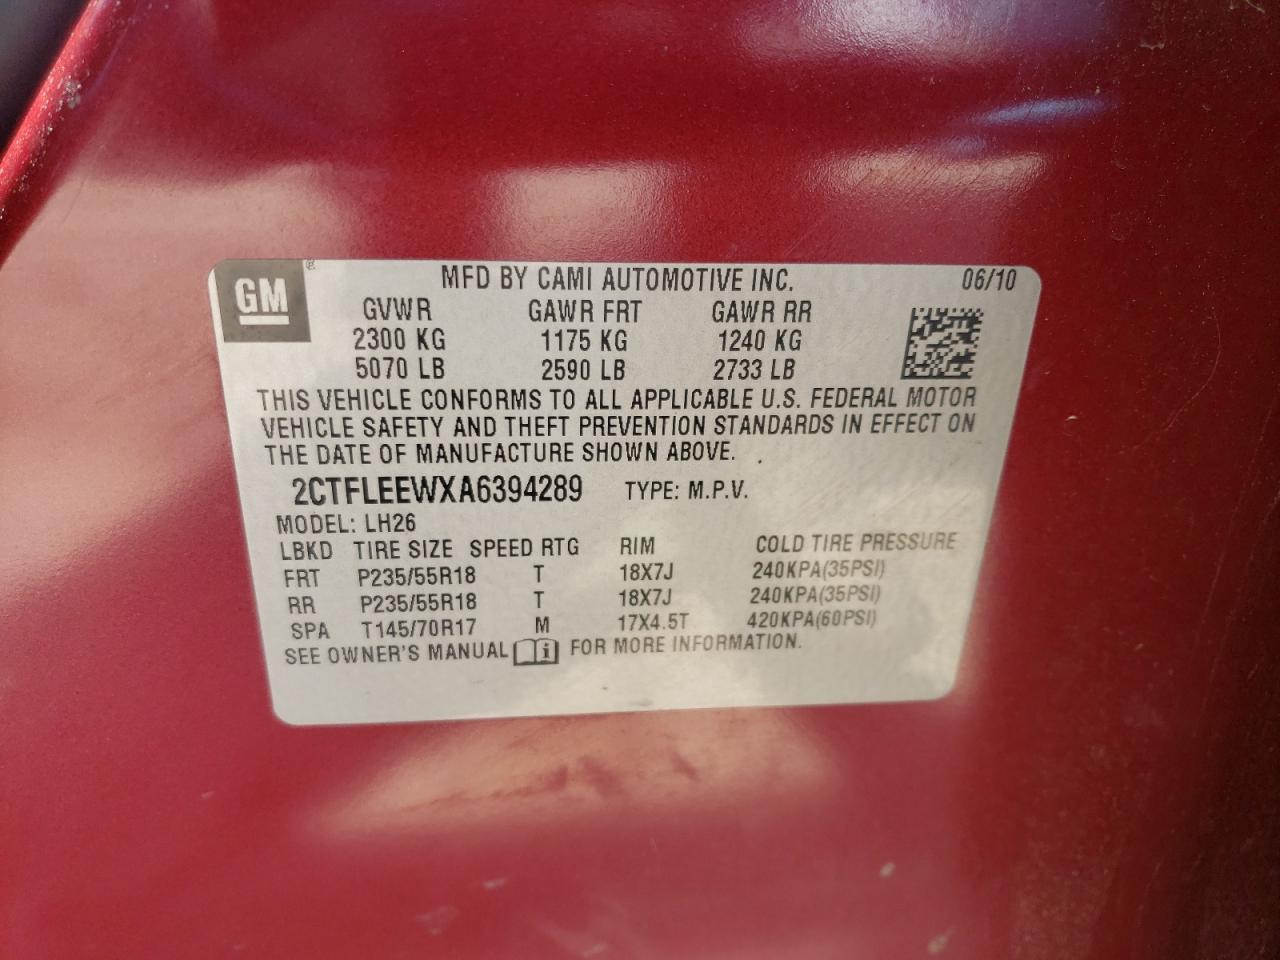 GM ® MFD BY CAMI AUTOMOTIVE INC. 06/10
GVWR GAWR FRT GAWR RR
2300 KG 1175 KG 1240 KG
5070 LB 2590 LB 2733 LB
THIS VEHICLE CONFORMS TO ALL APPLICABLE U.S. FEDERAL MOTOR
VEHICLE SAFETY AND THEFT PREVENTION STANDARDS IN EFFECT ON
THE DATE OF MANUFACTURE SHOWN ABOVE.
2CTFLEEWXA6394289 TYPE: M.P.V.
MODEL: LH26
LBKD TIRE SIZE SPEED RTG RIM COLD TIRE PRESSURE
FRT P235/55R18 T 18X7J 240KPA(35PSI)
RR P235/55R18 T 18X7J 240KPA(35PSI)
SPA T145/70R17 M 17X4.5T 420KPA(60PSI)
SEE OWNER'S MANUAL i FOR MORE INFORMATION.